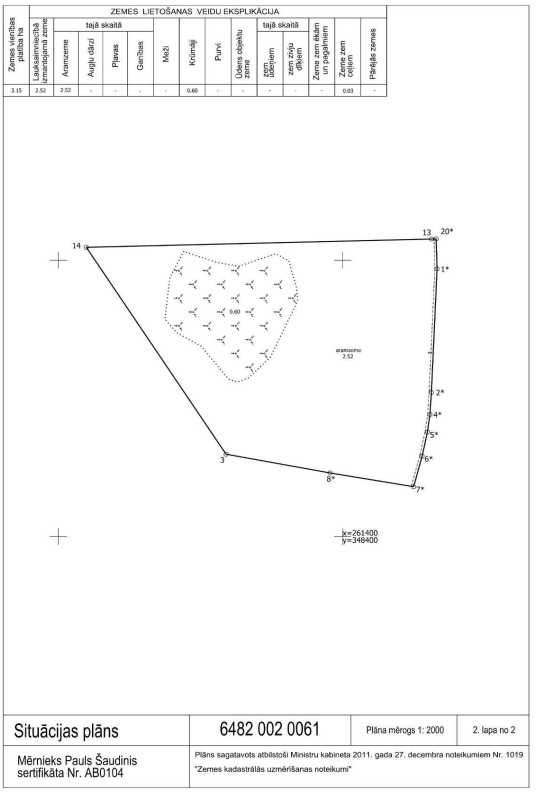 ZEMES LIETOŠANAS VEIDU EKSPLIKĀCIJA
Zemes vienības platība ha
Lauksaimniecībā izmantojamā zeme
tajā skaitā
Aramzeme
Augļu dārzi
Pļavas
Ganības
Meži
Krūmāji
Purvi
Ūdens objektu zeme
tajā skaitā
zem ūdeņiem
zem zivju dīķiem
Zeme zem ēkām un pagalmiem
Zeme zem ceļiem
Pārējās zemes
3.15 2.52 2.52 - - - - 0.60 - - - - - 0.03 -
13 20*
14
1*
0.60
aramzeme
2.52
2*
4*
5*
6*
3
8*
7*
x=261400
y=348400
Situācijas plāns
6482 002 0061
Plāna mērogs 1: 2000
2. lapa no 2
Mērnieks Pauls Šaudinis
sertifikāta Nr. AB0104
Plāns sagatavots atbilstoši Ministru kabineta 2011. gada 27. decembra noteikumiem Nr. 1019
"Zemes kadastrālās uzmērīšanas noteikumi"